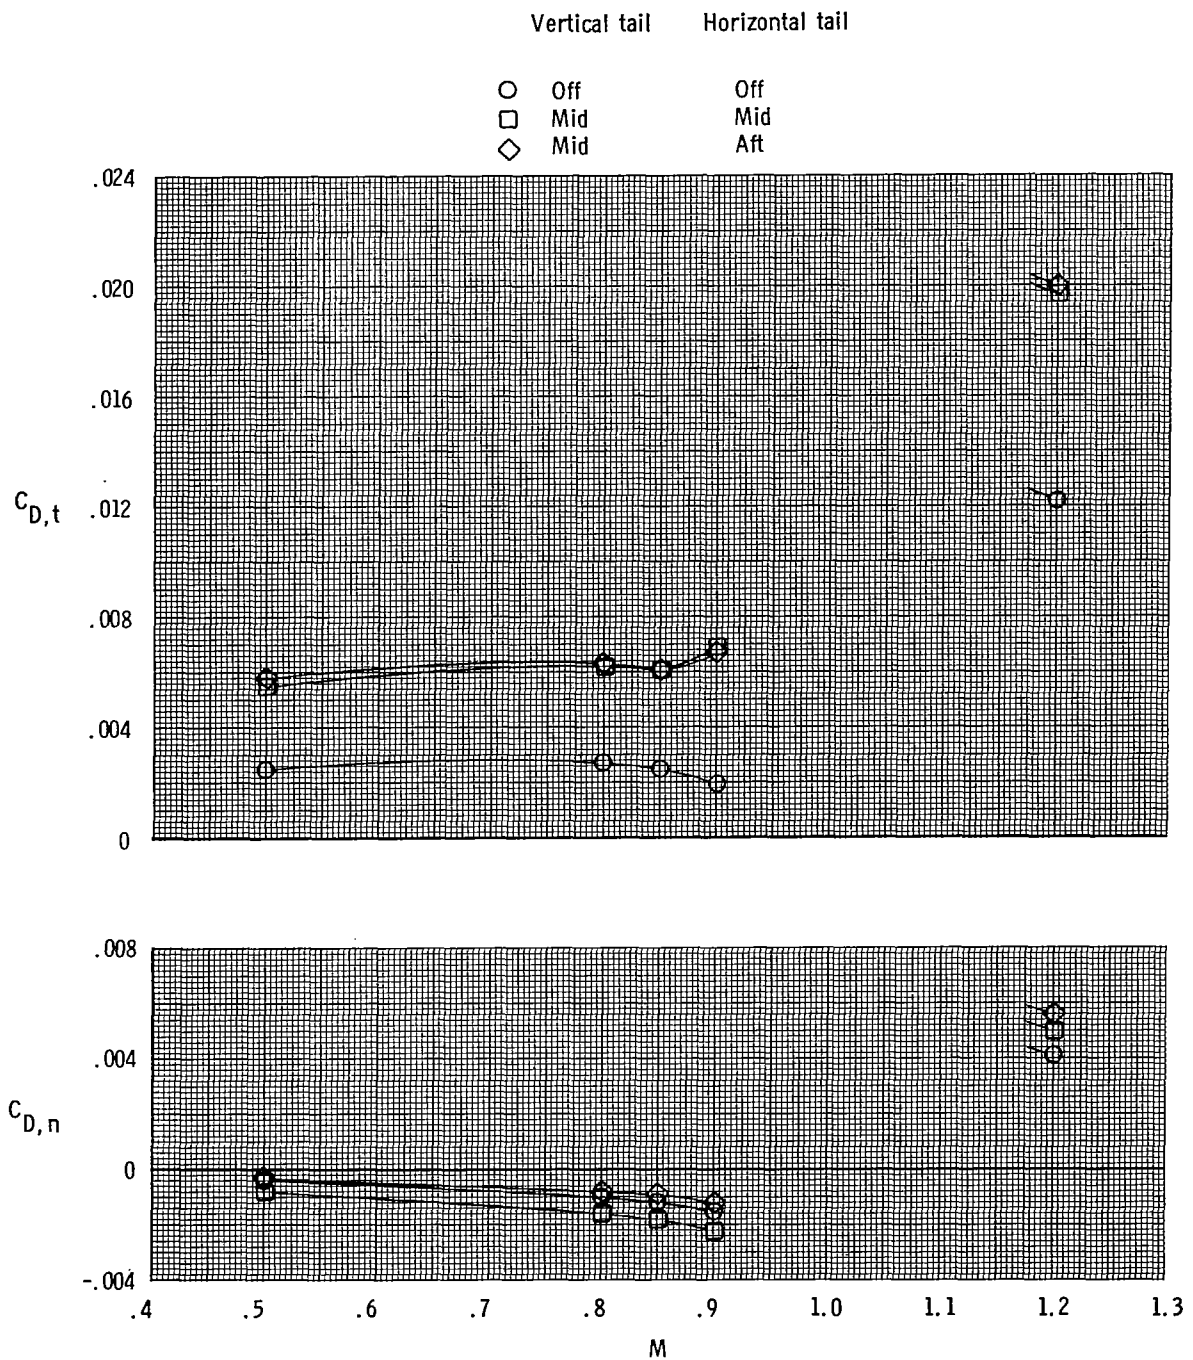 Vertical tail Horizontal tail
Off Off
Mid Mid
Mid Aft
.024
.020
.016
C_D,t .012
.008
.004
0
.008
.004
C_D,n
0
-.004
.4 .5 .6 .7 .8 .9 1.0 1.1 1.2 1.3
M